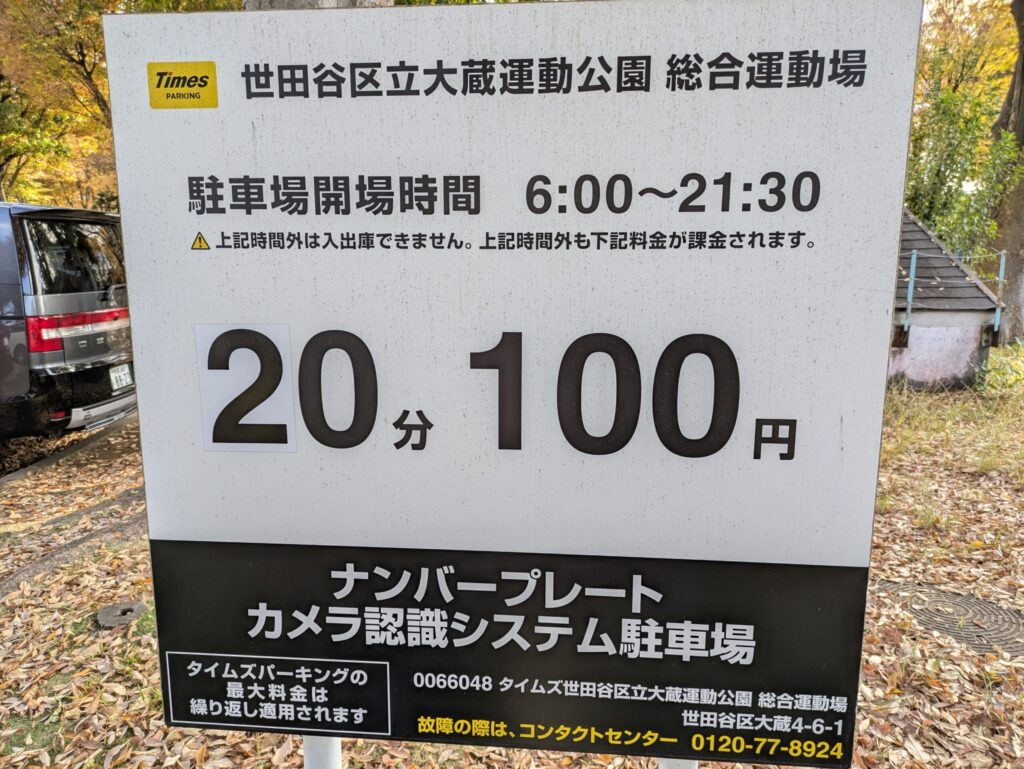 Times
PARKING
世田谷区立大蔵運動公園 総合運動場
駐車場開場時間 6:00～21:30
上記時間外は入出庫できません。上記時間外も下記料金が課金されます。
20分 100円
ナンバープレート
カメラ認識システム駐車場
タイムズパーキングの
最大料金は
繰り返し適用されます
0066048 タイムズ世田谷区立大蔵運動公園 総合運動場
世田谷区大蔵4-6-1
故障の際は、コンタクトセンター 0120-77-8924